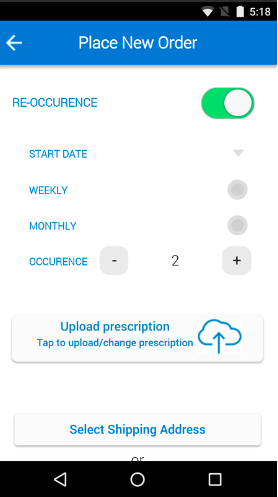 5:18
Place New Order
RE-OCCURENCE
START DATE
WEEKLY
MONTHLY
OCCURENCE - 2 +
Upload prescription
Tap to upload/change prescription
Select Shipping Address
or